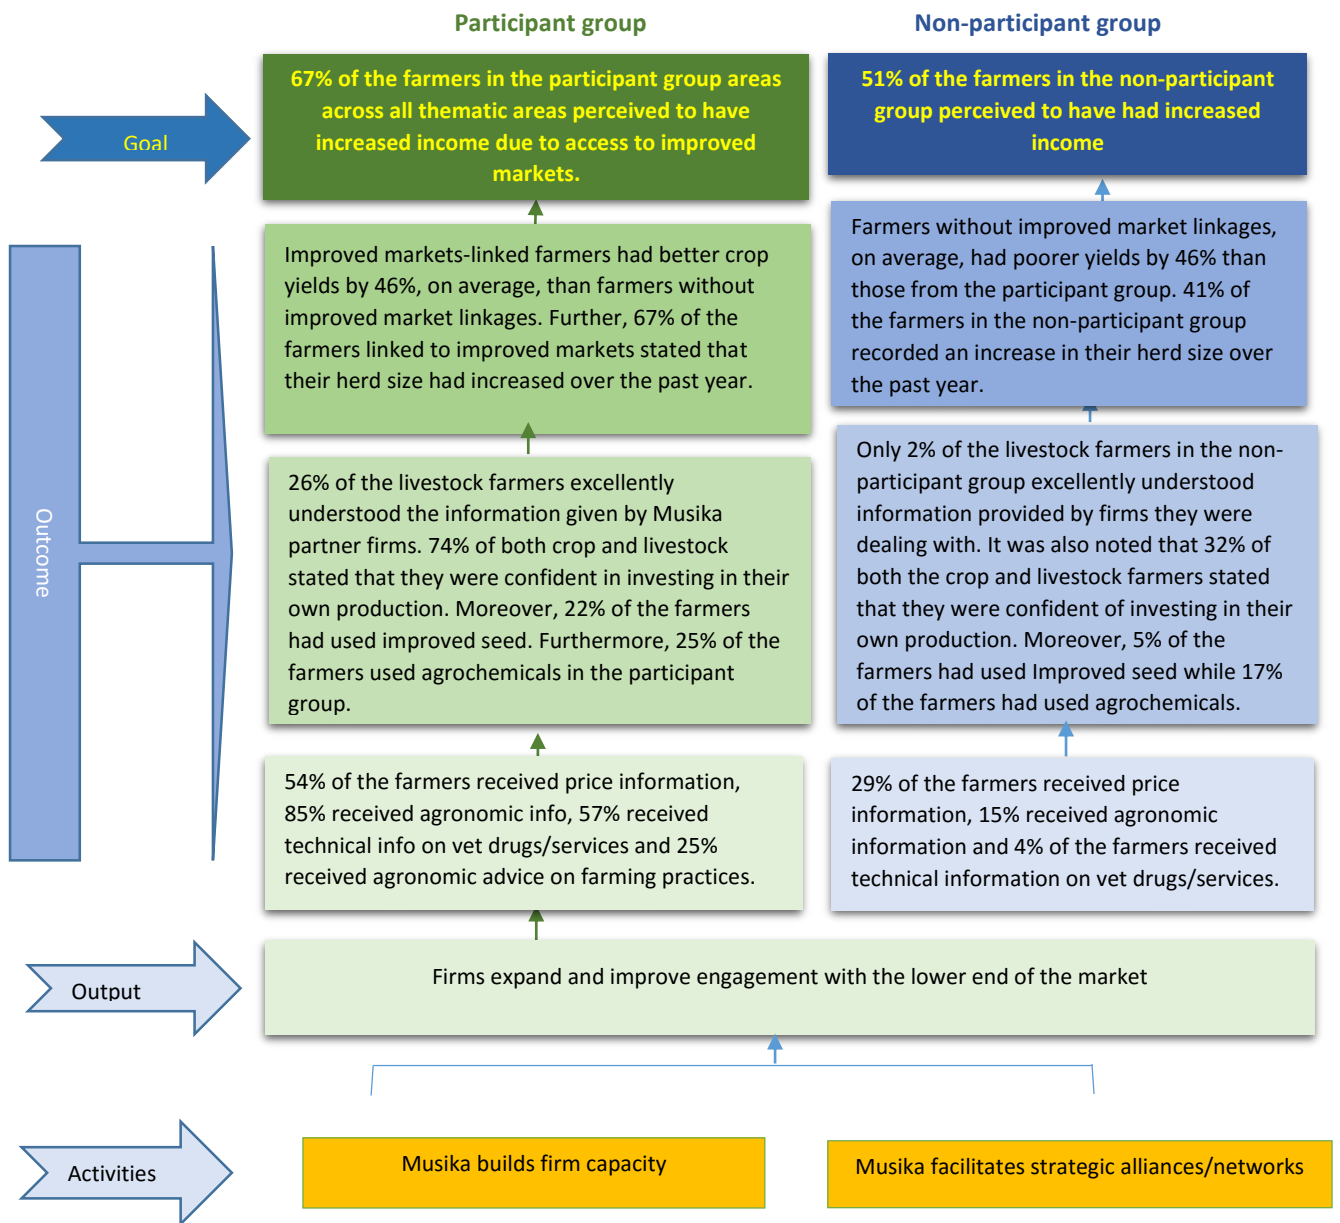 Participant group
Non-participant group
Goal
67% of the farmers in the participant group areas
across all thematic areas perceived to have
increased income due to access to improved
markets.
51% of the farmers in the non-participant
group perceived to have had increased
income
Outcome
Improved markets-linked farmers had better crop
yields by 46%, on average, than farmers without
improved market linkages. Further, 67% of the
farmers linked to improved markets stated that
their herd size had increased over the past year.
Farmers without improved market linkages,
on average, had poorer yields by 46% than
those from the participant group. 41% of
the farmers in the non-participant group
recorded an increase in their herd size over
the past year.
26% of the livestock farmers excellently
understood the information given by Musika
partner firms. 74% of both crop and livestock
stated that they were confident in investing in their
own production. Moreover, 22% of the farmers
had used improved seed. Furthermore, 25% of the
farmers used agrochemicals in the participant
group.
Only 2% of the livestock farmers in the non-
participant group excellently understood
information provided by firms they were
dealing with. It was also noted that 32% of
both the crop and livestock farmers stated
that they were confident of investing in their
own production. Moreover, 5% of the
farmers had used Improved seed while 17%
of the farmers had used agrochemicals.
54% of the farmers received price information,
85% received agronomic info, 57% received
technical info on vet drugs/services and 25%
received agronomic advice on farming practices.
29% of the farmers received price
information, 15% received agronomic
information and 4% of the farmers received
technical information on vet drugs/services.
Output
Firms expand and improve engagement with the lower end of the market
Activities
Musika builds firm capacity
Musika facilitates strategic alliances/networks